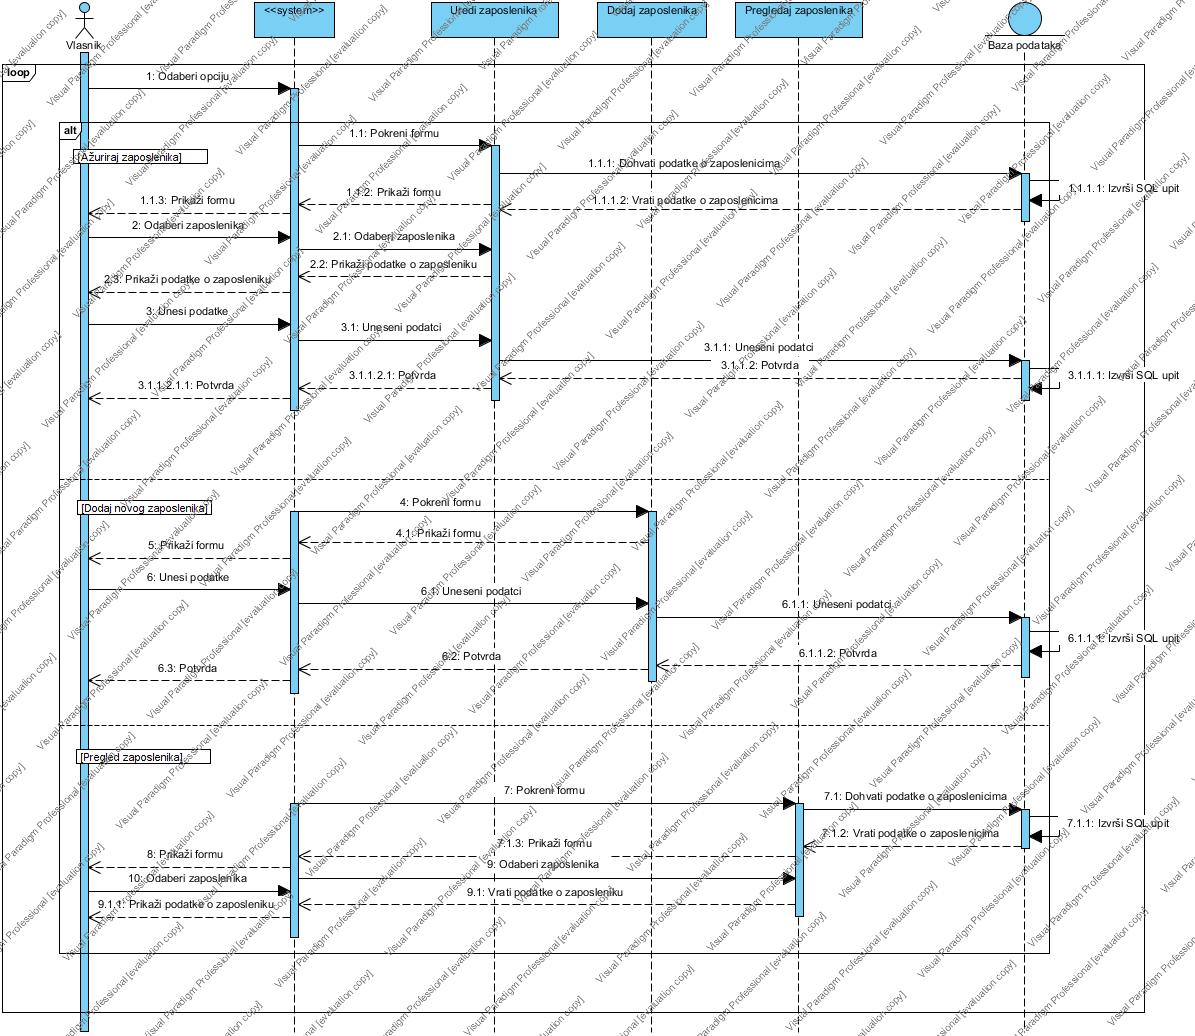 <<system>>
Uredi zaposlenika
Dodaj zaposlenika
Pregledaj zaposlenika
Vlasnik
Baza podataka
loop
1: Odaberi opciju
alt
1.1: Pokreni formu
[Ažuriraj zaposlenika]
1.1.1: Dohvati podatke o zaposlenicima
1.1.1.1: Izvrši SQL upit
1.1.2: Prikaži formu
1.1.3: Prikaži formu
1.1.1.2: Vrati podatke o zaposlenicima
2: Odaberi zaposlenika
2.1: Odaberi zaposlenika
2.2: Prikaži podatke o zaposleniku
2.3: Prikaži podatke o zaposleniku
3: Unesi podatke
3.1: Uneseni podatci
3.1.1: Uneseni podatci
3.1.1.2: Potvrda
3.1.1.1: Izvrši SQL upit
3.1.1.2.1: Potvrda
3.1.1.2.1.1: Potvrda
[Dodaj novog zaposlenika]
4: Pokreni formu
4.1: Prikaži formu
5: Prikaži formu
6: Unesi podatke
6.1: Uneseni podatci
6.1.1: Uneseni podatci
6.1.1.1: Izvrši SQL upit
6.1.1.2: Potvrda
6.2: Potvrda
6.3: Potvrda
[Pregled zaposlenika]
7: Pokreni formu
7.1: Dohvati podatke o zaposlenicima
7.1.1: Izvrši SQL upit
7.1.2: Vrati podatke o zaposlenicima
7.1.3: Prikaži formu
8: Prikaži formu
9: Odaberi zaposlenika
10: Odaberi zaposlenika
9.1: Vrati podatke o zaposleniku
9.1.1: Prikaži podatke o zaposleniku
Visual Paradigm Professional [evaluation copy]